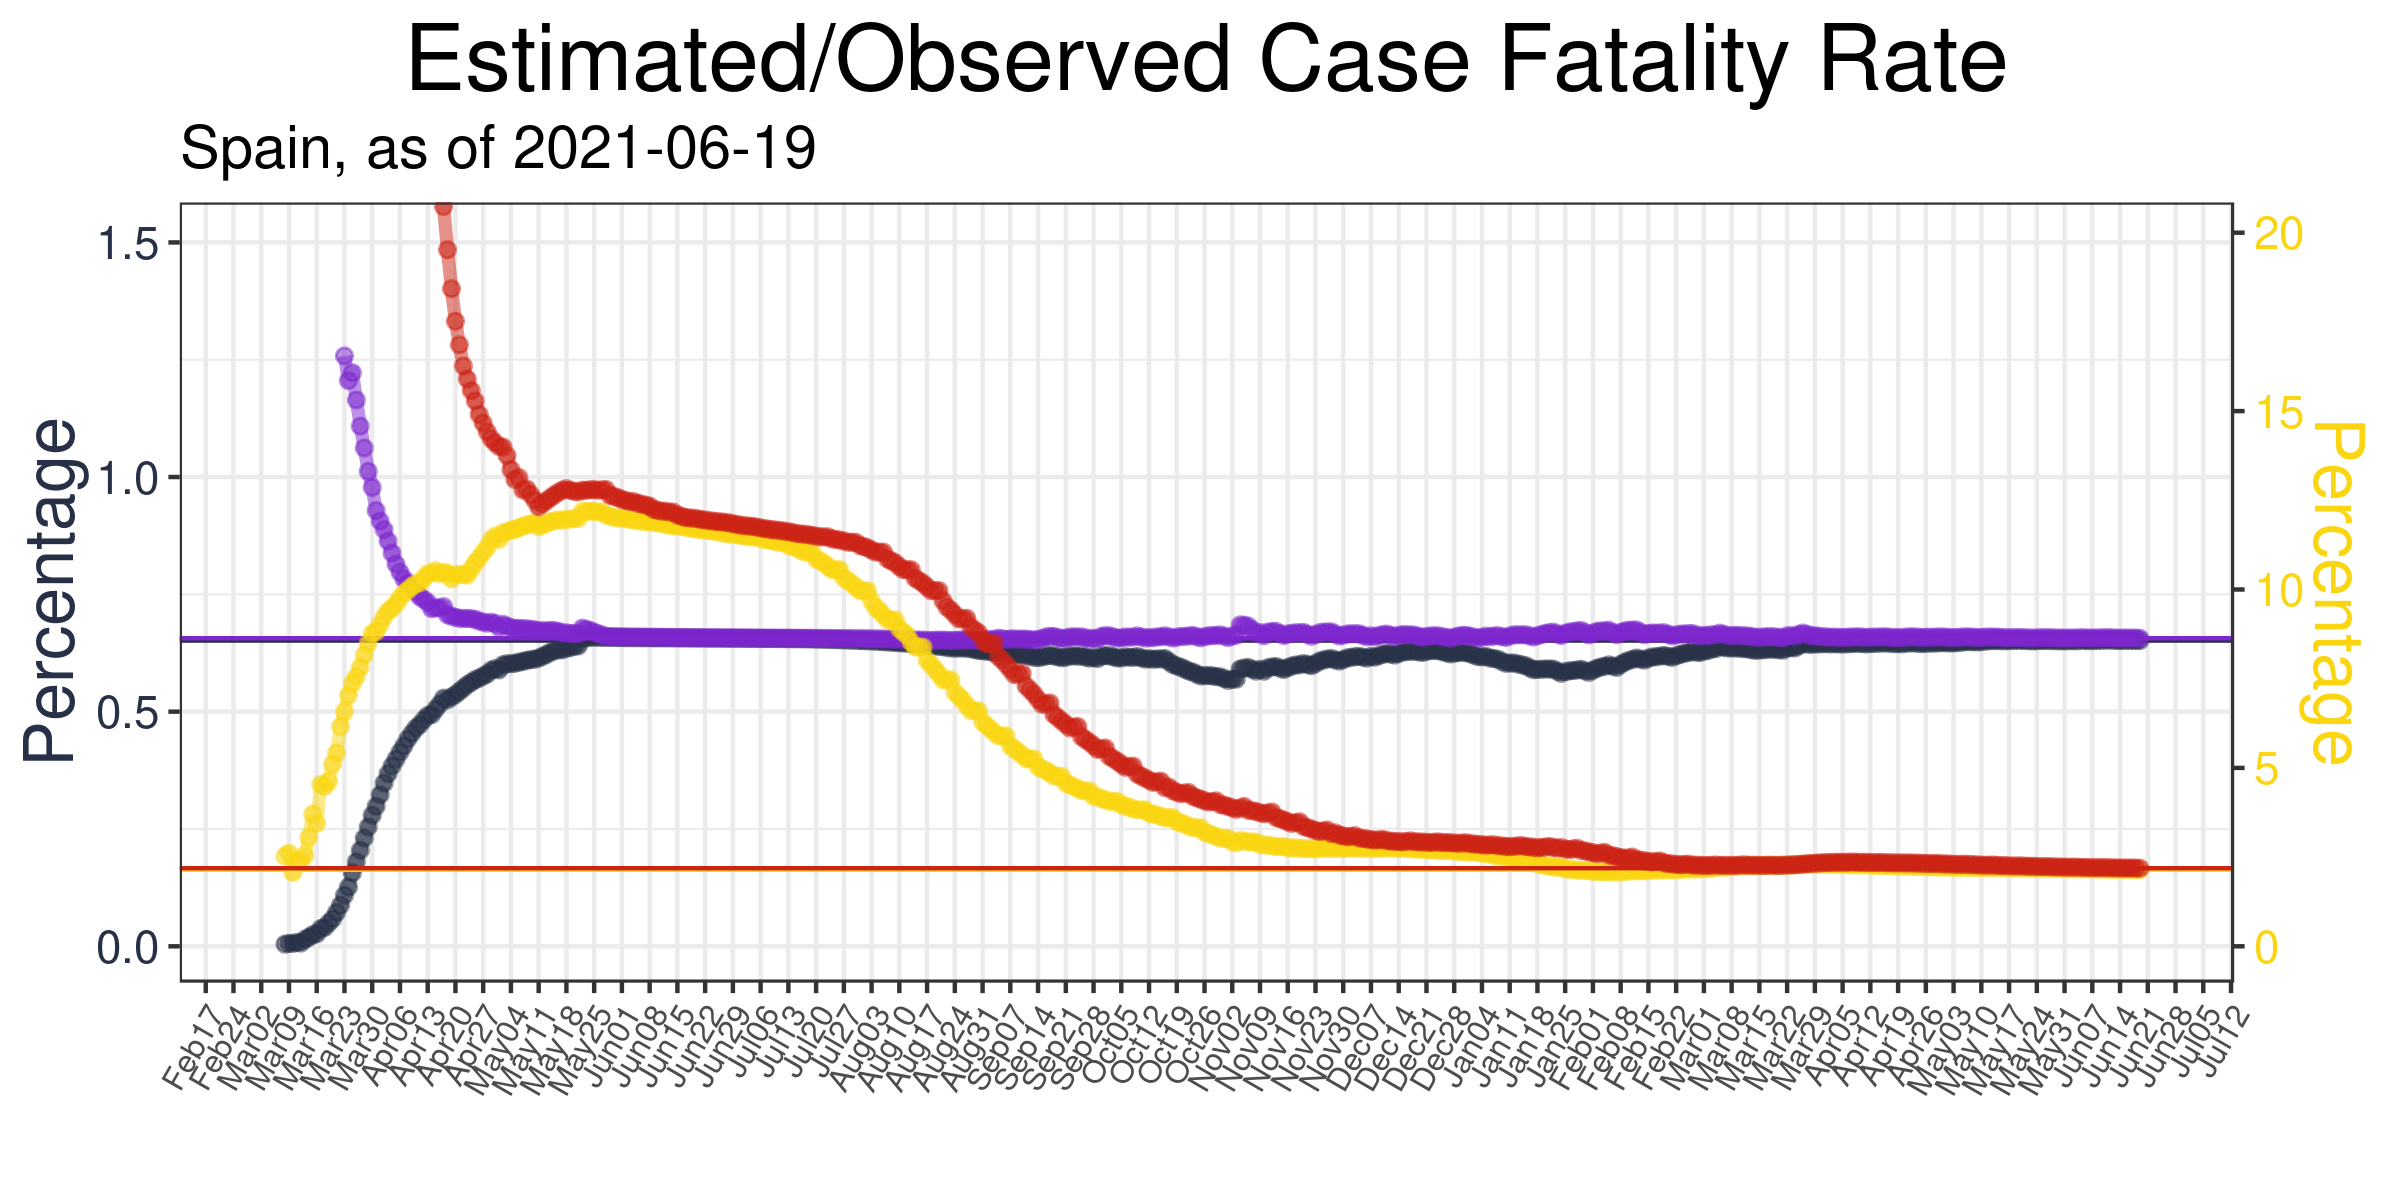 Estimated/Observed Case Fatality Rate
Spain, as of 2021-06-19
Percentage
1.5
1.0
0.5
0.0
20
15
10
5
0
Percentage
Feb17
Feb24
Mar02
Mar09
Mar16
Mar23
Mar30
Apr06
Apr13
Apr20
Apr27
May04
May11
May18
May25
Jun01
Jun08
Jun15
Jun22
Jun29
Jul06
Jul13
Jul20
Jul27
Aug03
Aug10
Aug17
Aug24
Aug31
Sep07
Sep14
Sep21
Sep28
Oct05
Oct12
Oct19
Oct26
Nov02
Nov09
Nov16
Nov23
Nov30
Dec07
Dec14
Dec21
Dec28
Jan04
Jan11
Jan18
Jan25
Feb01
Feb08
Feb15
Feb22
Mar01
Mar08
Mar15
Mar22
Mar29
Apr05
Apr12
Apr19
Apr26
May03
May10
May17
May24
May31
Jun07
Jun14
Jun21
Jun28
Jul05
Jul12